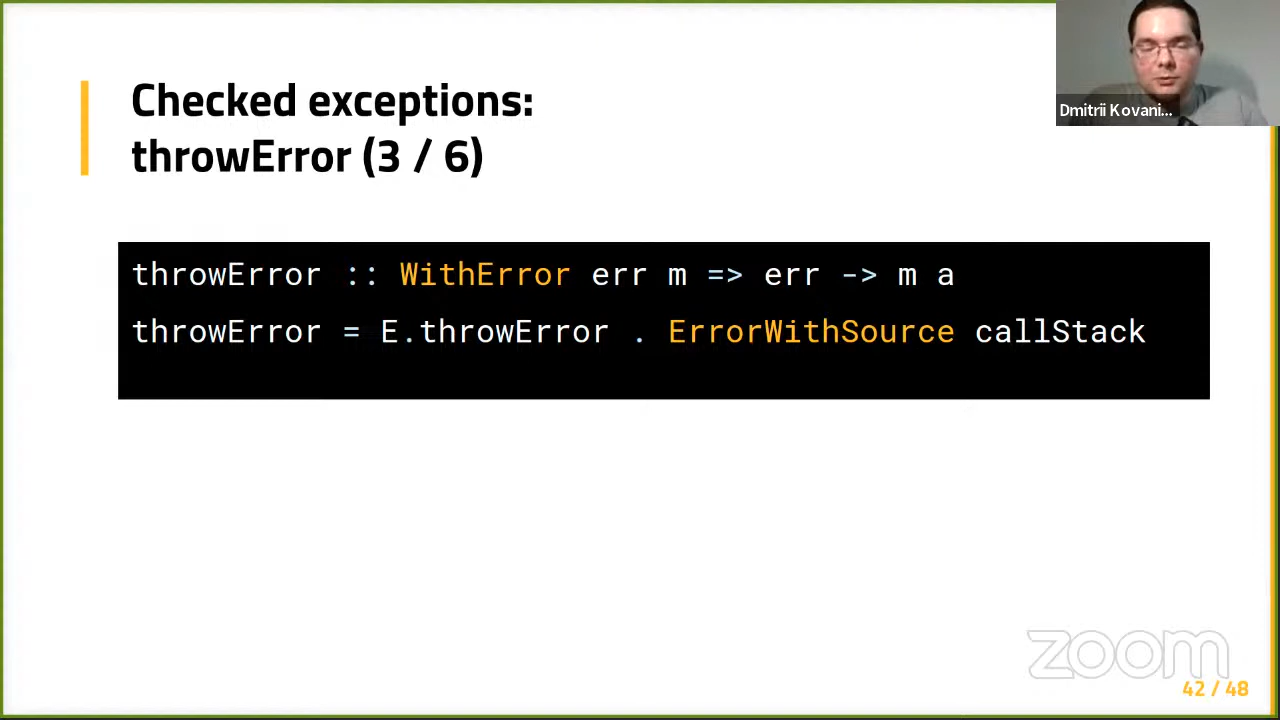 Checked exceptions:
throwError (3 / 6)
Dmitrii Kovani...
throwError :: WithError err m => err -> m a
throwError = E.throwError . ErrorWithSource callStack
zoom
42 / 48